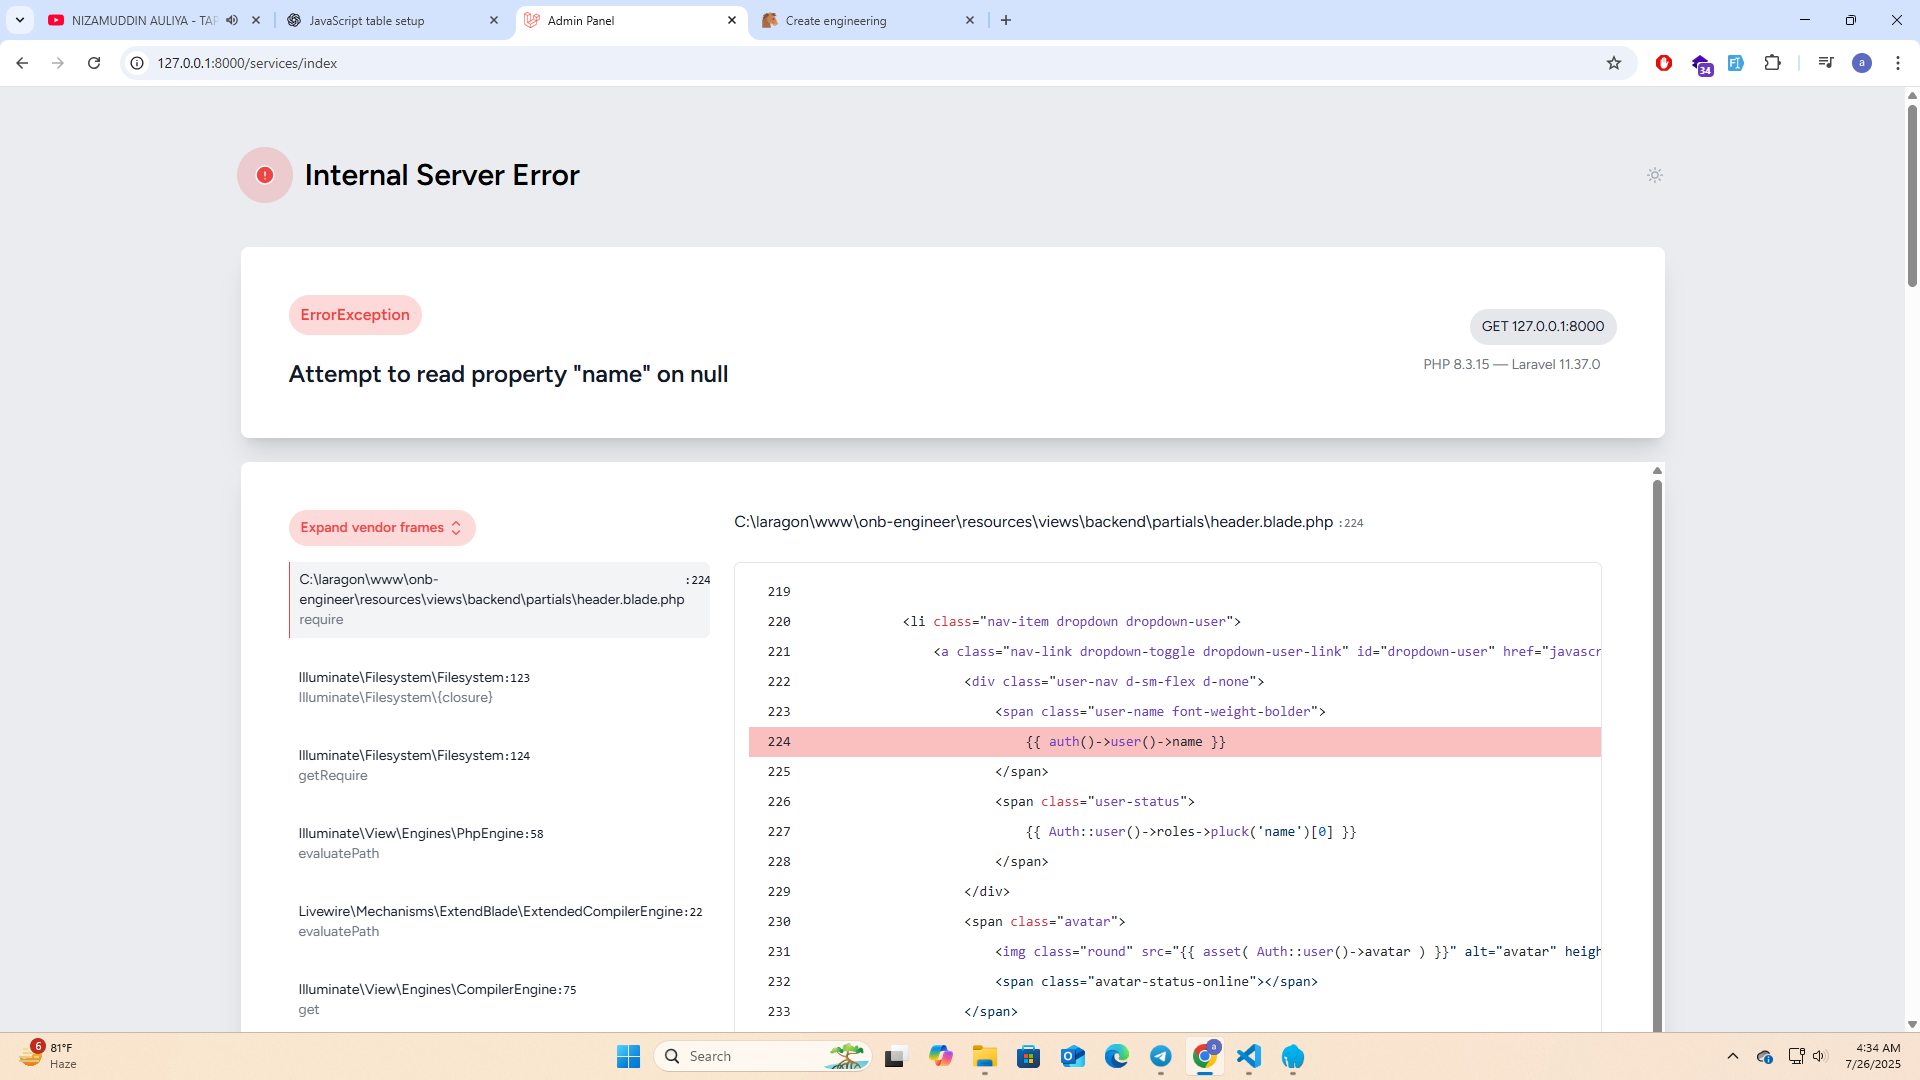 NIZAMUDDIN AULIYA - TAP
JavaScript table setup
Admin Panel
Create engineering
127.0.0.1:8000/services/index
34
a
Internal Server Error
ErrorException
GET 127.0.0.1:8000
Attempt to read property "name" on null
PHP 8.3.15 — Laravel 11.37.0
Expand vendor frames
C:\laragon\www\onb-engineer\resources\views\backend\partials\header.blade.php :224
C:\laragon\www\onb- :224
engineer\resources\views\backend\partials\header.blade.php
require
Illuminate\Filesystem\Filesystem:123
Illuminate\Filesystem\{closure}
Illuminate\Filesystem\Filesystem:124
getRequire
Illuminate\View\Engines\PhpEngine:58
evaluatePath
Livewire\Mechanisms\ExtendBlade\ExtendedCompilerEngine:22
evaluatePath
Illuminate\View\Engines\CompilerEngine:75
get
219
220 <li class="nav-item dropdown dropdown-user">
221 <a class="nav-link dropdown-toggle dropdown-user-link" id="dropdown-user" href="javascr
222 <div class="user-nav d-sm-flex d-none">
223 <span class="user-name font-weight-bolder">
224 {{ auth()->user()->name }}
225 </span>
226 <span class="user-status">
227 {{ Auth::user()->roles->pluck('name')[0] }}
228 </span>
229 </div>
230 <span class="avatar">
231 <img class="round" src="{{ asset( Auth::user()->avatar ) }}" alt="avatar" heigh
232 <span class="avatar-status-online"></span>
233 </span>
6
81°F
Haze
Search
a
4:34 AM
7/26/2025